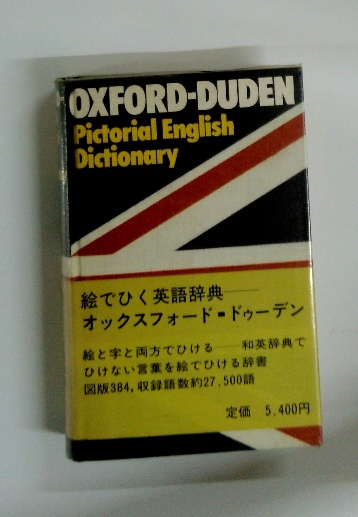 OXFORD-DUDEN
Pictorial English
Dictionary
絵でひく英語辞典──
オックスフォード=ドゥーデン
絵と字と両方でひける──和英辞典で
ひけない言葉を絵でひける辞書
図版384,収録語数約27,500語
定価 5,400円